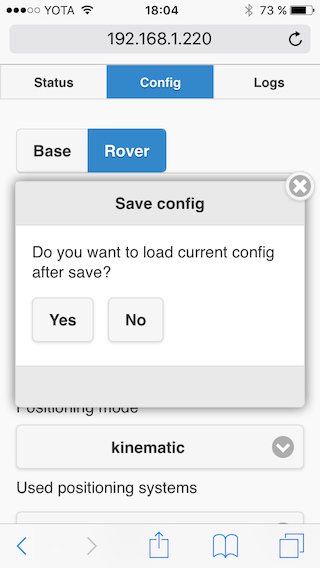 YOTA 18:04 73 %
192.168.1.220
Status Config Logs
Base Rover
Save config
Do you want to load current config
after save?
Yes No
Positioning mode
kinematic
Used positioning systems